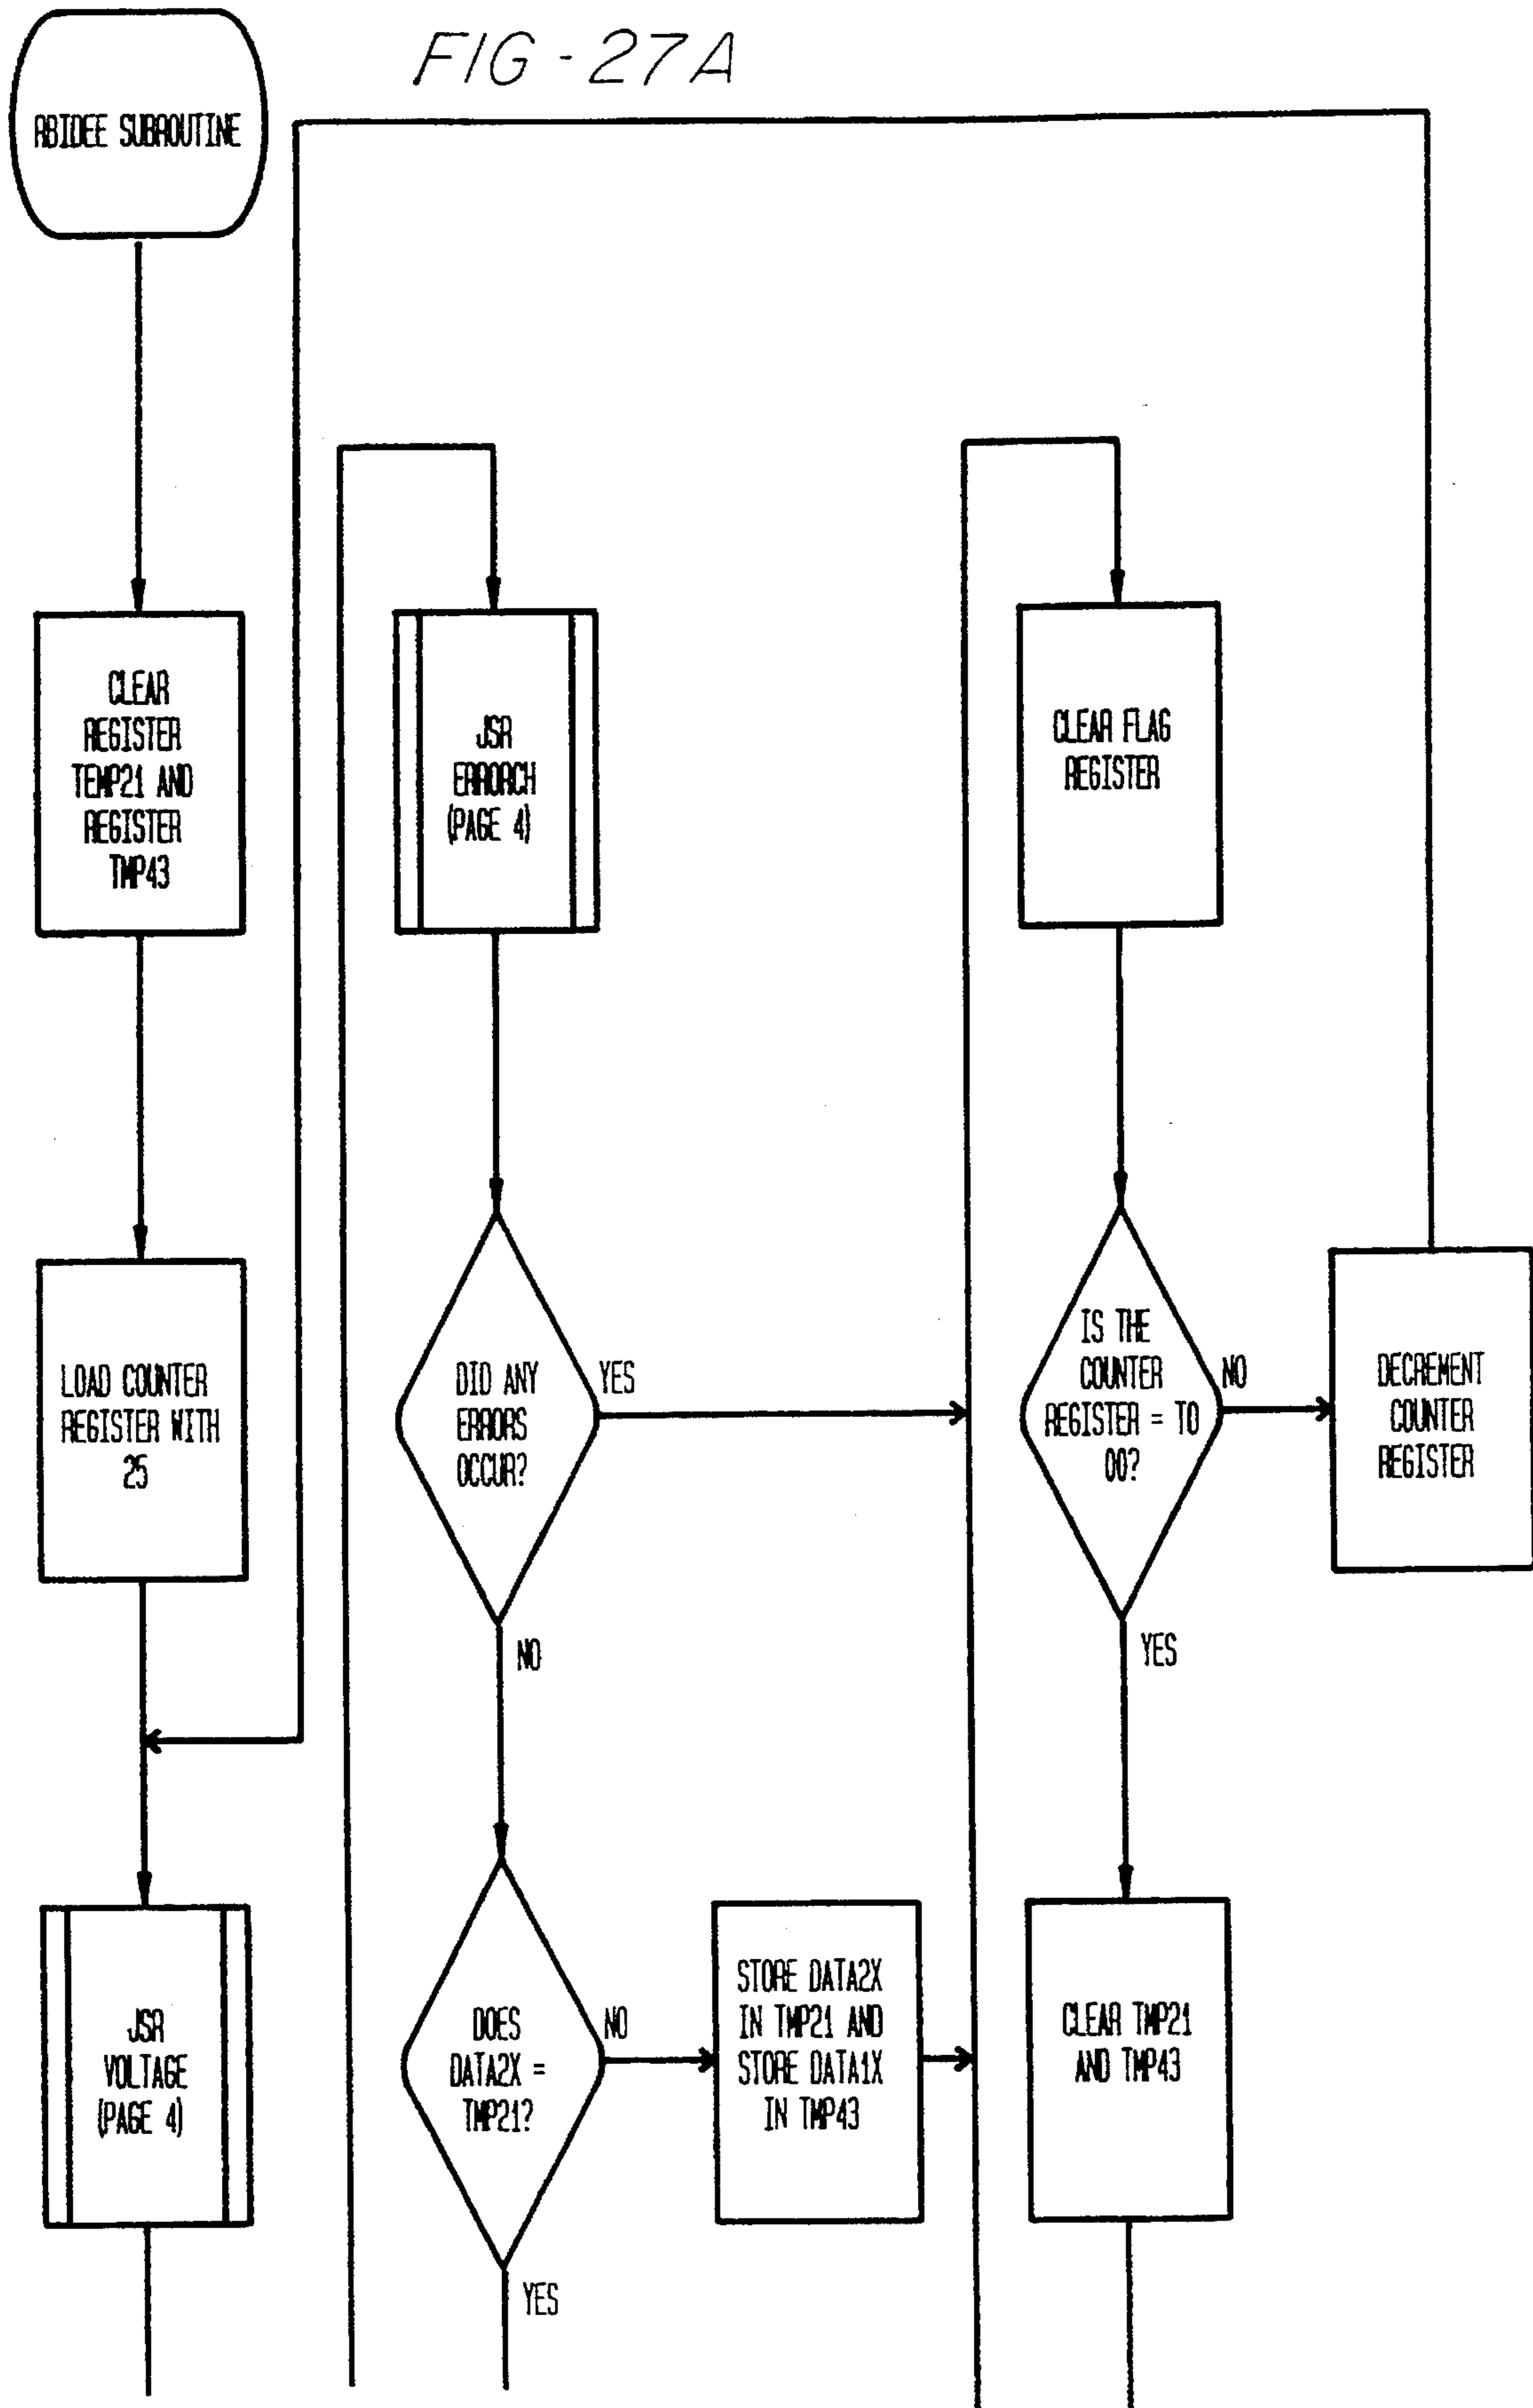 FIG-27A
RBIDEE SUBROUTINE
CLEAR
REGISTER
TEMP21 AND
REGISTER
TMP43
LOAD COUNTER
REGISTER WITH
25
JSR
VOLTAGE
(PAGE 4)
JSR
ERRORCH
(PAGE 4)
DID ANY
ERRORS
OCCUR?
YES
NO
DOES
DATA2X =
TMP21?
NO
YES
STORE DATA2X
IN TMP21 AND
STORE DATA1X
IN TMP43
CLEAR FLAG
REGISTER
IS THE
COUNTER
REGISTER = TO
00?
NO
YES
DECREMENT
COUNTER
REGISTER
CLEAR TMP21
AND TMP43